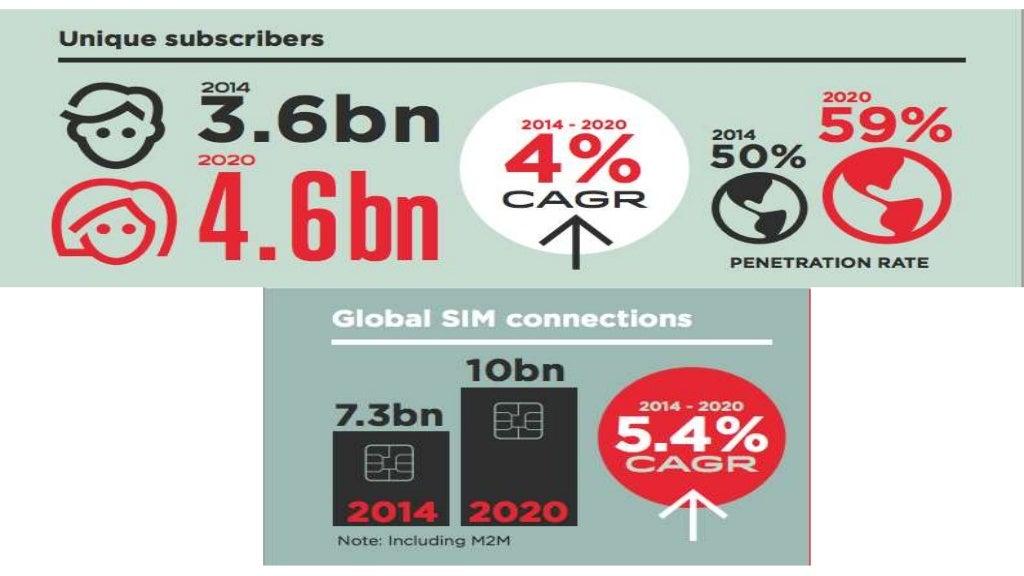 Unique subscribers
2014
3.6bn
2020
4.6bn
2014 - 2020
4%
CAGR
2014
50%
2020
59%
PENETRATION RATE
Global SIM connections
7.3bn
2014
10bn
2020
2014 - 2020
5.4%
CAGR
Note: Including M2M